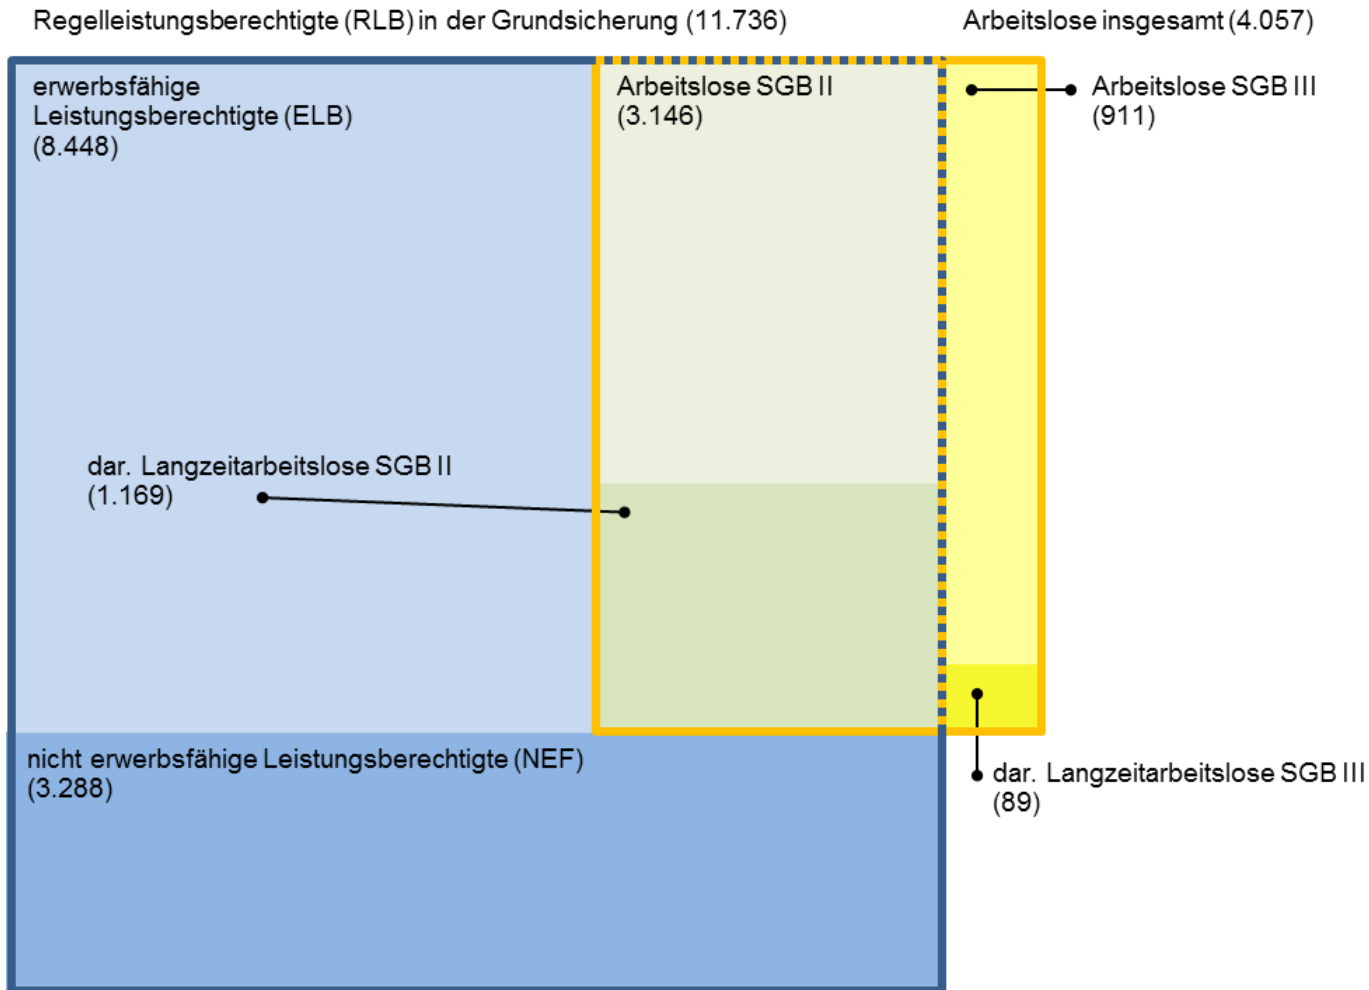 Regelleistungsberechtigte (RLB) in der Grundsicherung (11.736)
Arbeitslose insgesamt (4.057)
erwerbsfähige
Leistungsberechtigte (ELB)
(8.448)
Arbeitslose SGB II
(3.146)
Arbeitslose SGB III
(911)
dar. Langzeitarbeitslose SGB II
(1.169)
nicht erwerbsfähige Leistungsberechtigte (NEF)
(3.288)
dar. Langzeitarbeitslose SGB III
(89)